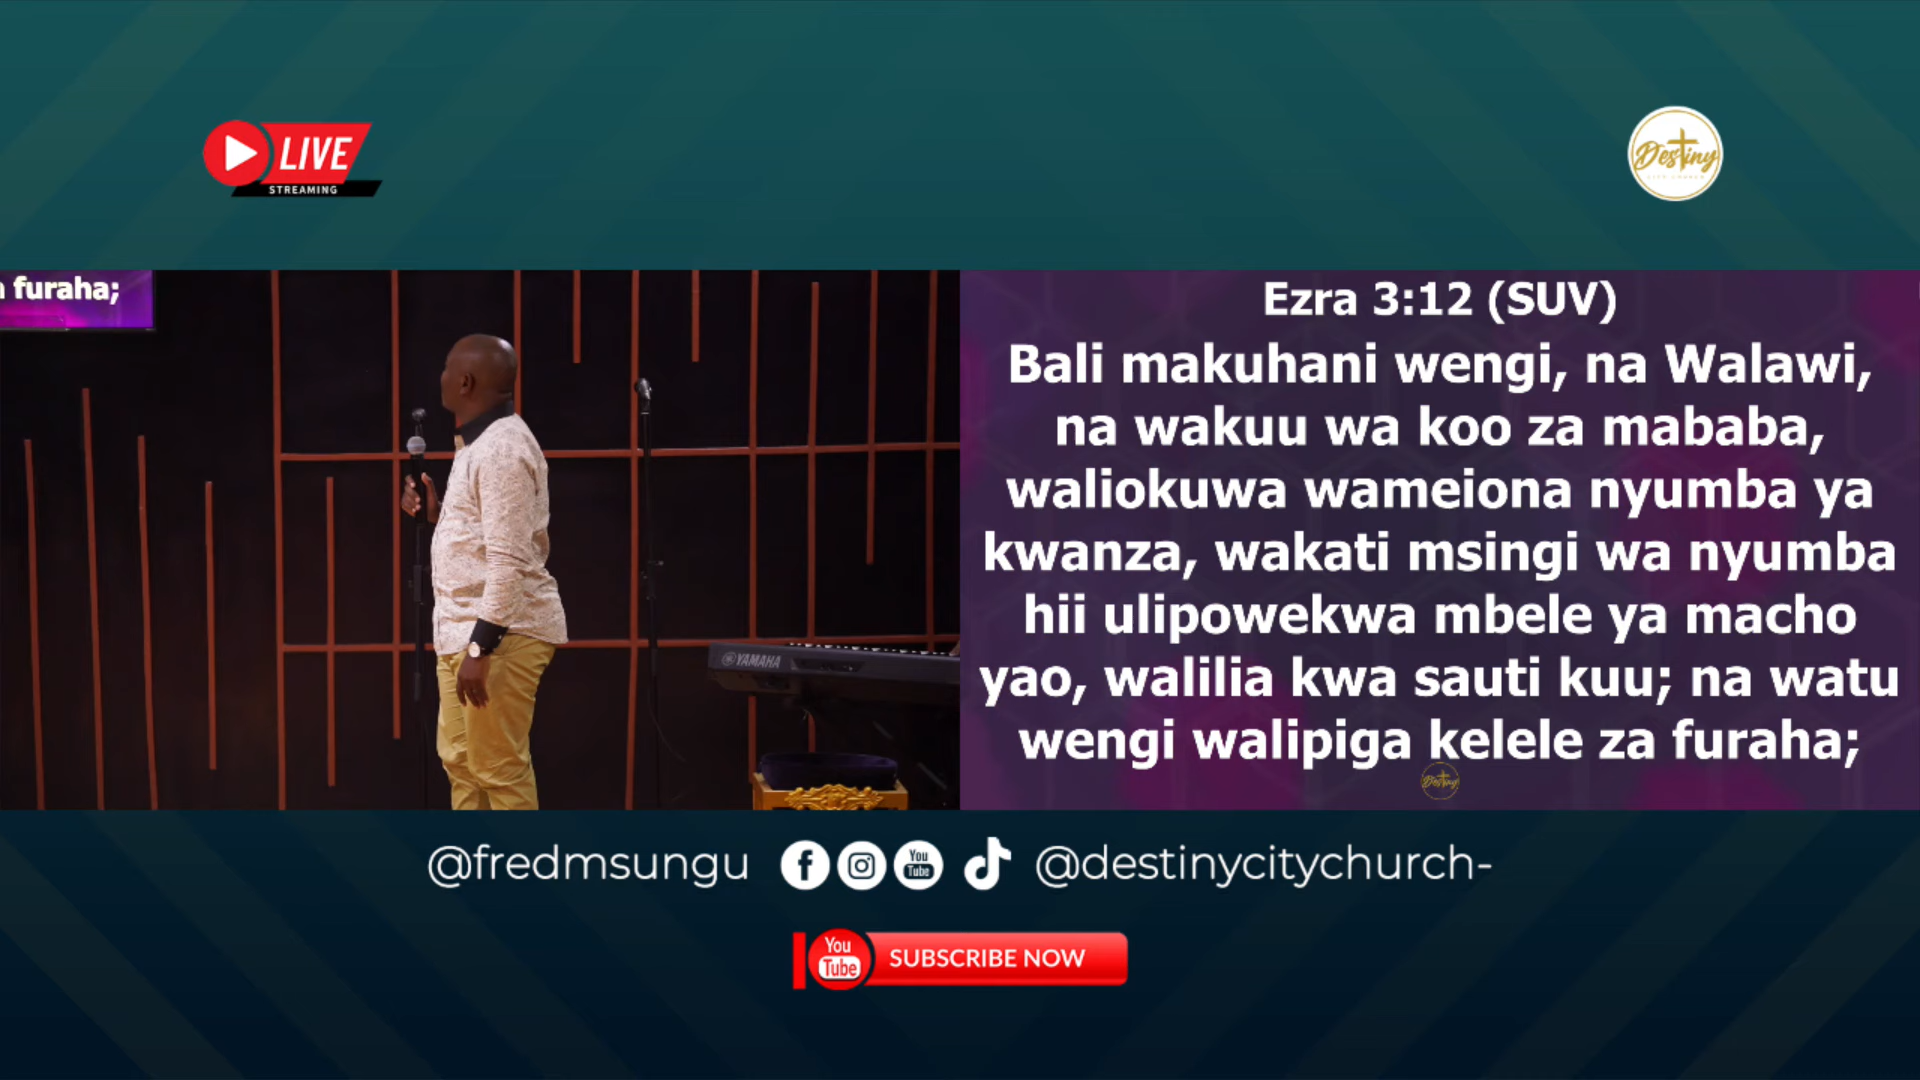 LIVE
STREAMING
Destiny
furaha;
YAMAHA
Ezra 3:12 (SUV)
Bali makuhani wengi, na Walawi,
na wakuu wa koo za mababa,
waliokuwa wameiona nyumba ya
kwanza, wakati msingi wa nyumba
hii ulipowekwa mbele ya macho
yao, walilia kwa sauti kuu; na watu
wengi walipiga kelele za furaha;
Destiny
@fredmsungu
You
Tube
@destinycitychurch-
You
Tube
SUBSCRIBE NOW